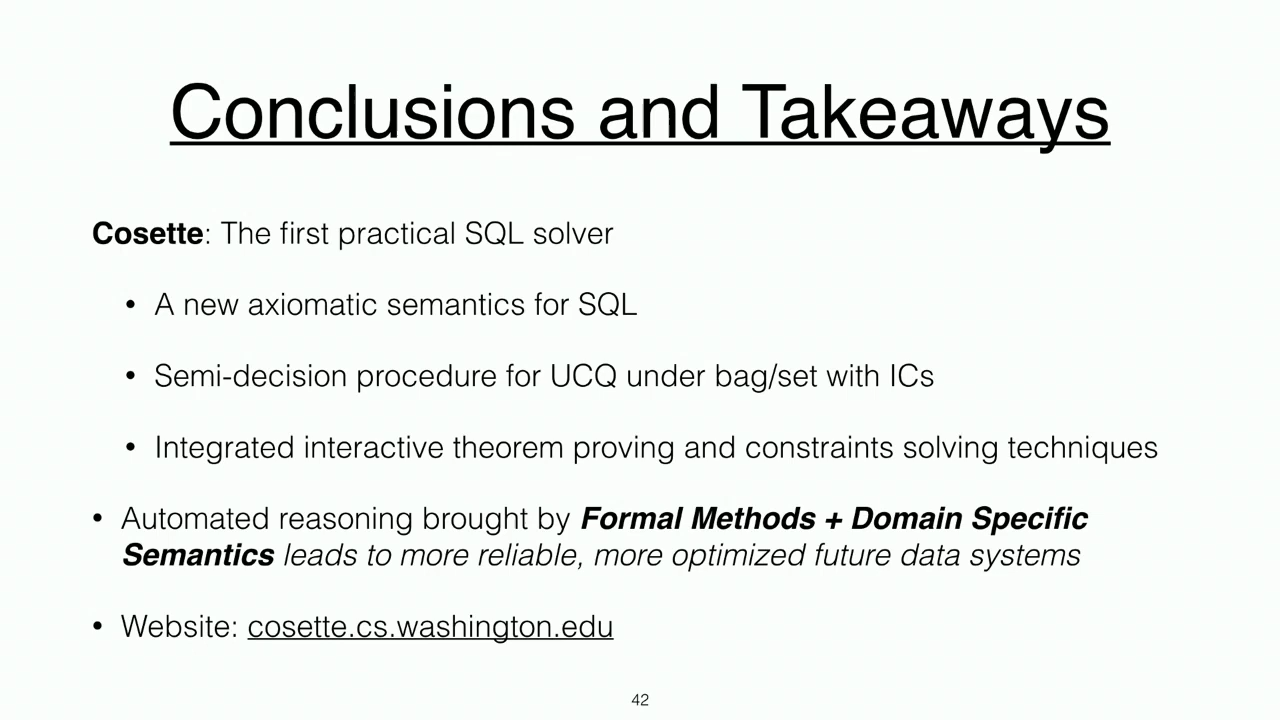 Conclusions and Takeaways
Cosette: The first practical SQL solver
• A new axiomatic semantics for SQL
• Semi-decision procedure for UCQ under bag/set with ICs
• Integrated interactive theorem proving and constraints solving techniques
• Automated reasoning brought by Formal Methods + Domain Specific
Semantics leads to more reliable, more optimized future data systems
• Website: cosette.cs.washington.edu
42